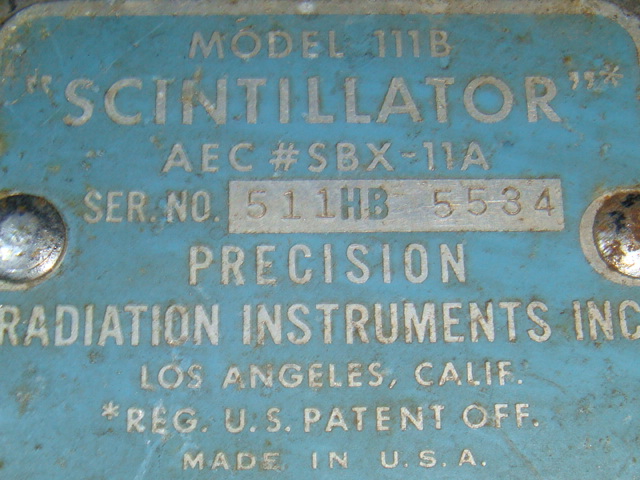 MODEL 111B
"SCINTILLATOR"*
AEC #SBX-11A
SER. NO. 511HB 5534
PRECISION
RADIATION INSTRUMENTS INC
LOS ANGELES, CALIF.
*REG. U.S. PATENT OFF.
MADE IN U.S.A.